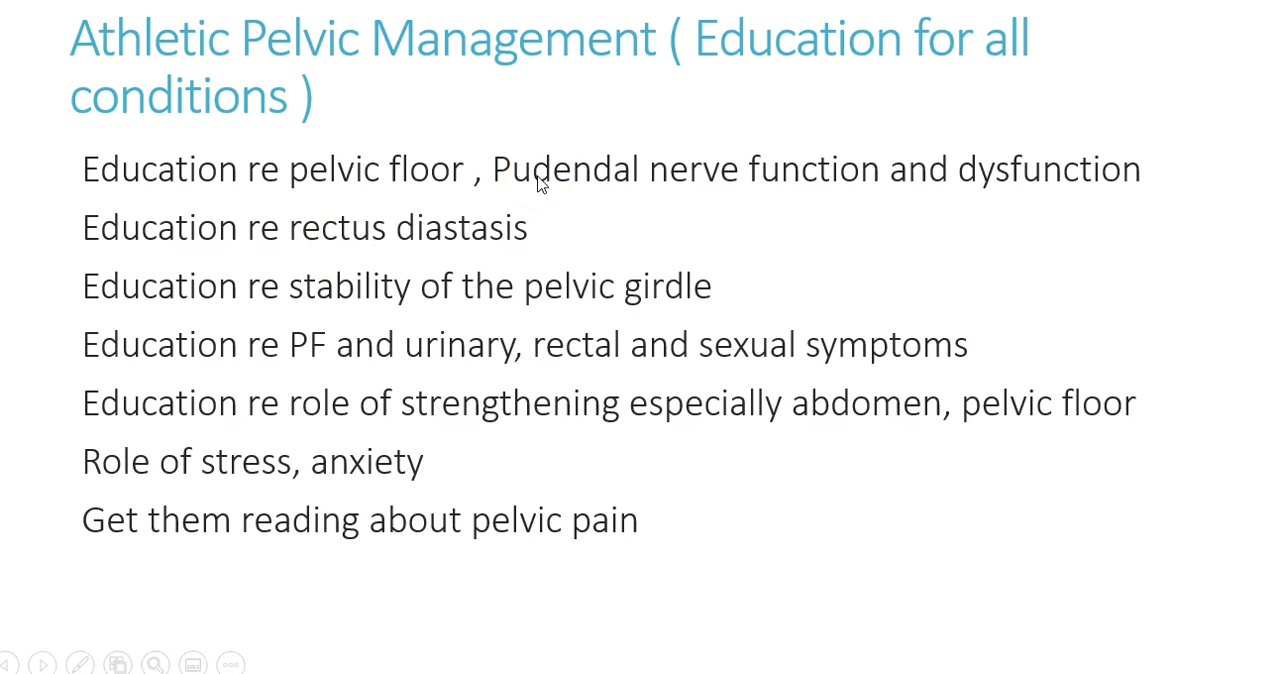 Athletic Pelvic Management ( Education for all
conditions )
Education re pelvic floor , Pudendal nerve function and dysfunction
Education re rectus diastasis
Education re stability of the pelvic girdle
Education re PF and urinary, rectal and sexual symptoms
Education re role of strengthening especially abdomen, pelvic floor
Role of stress, anxiety
Get them reading about pelvic pain